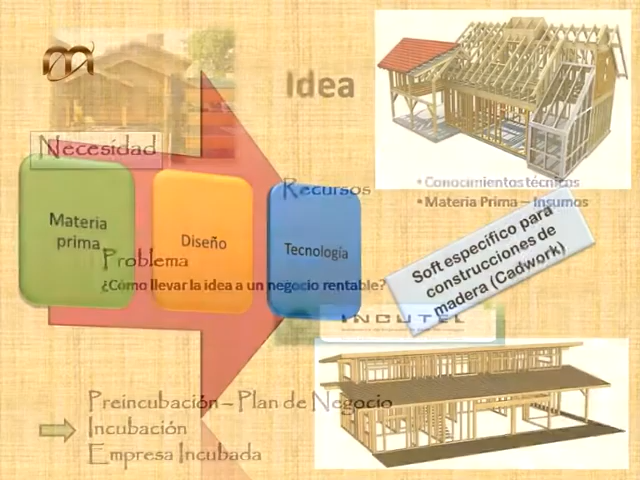 m
Idea
Necesidad
Recursos
• Conocimientos técnicos
• Materia Prima – Insumos
Materia
prima
Diseño
Tecnología
Soft especifico para
construcciones de
madera (Cadwork)
Problema
¿Cómo llevar la idea a un negocio rentable?
INCUTEL
Preincubación – Plan de Negocio
Incubación
Empresa Incubada